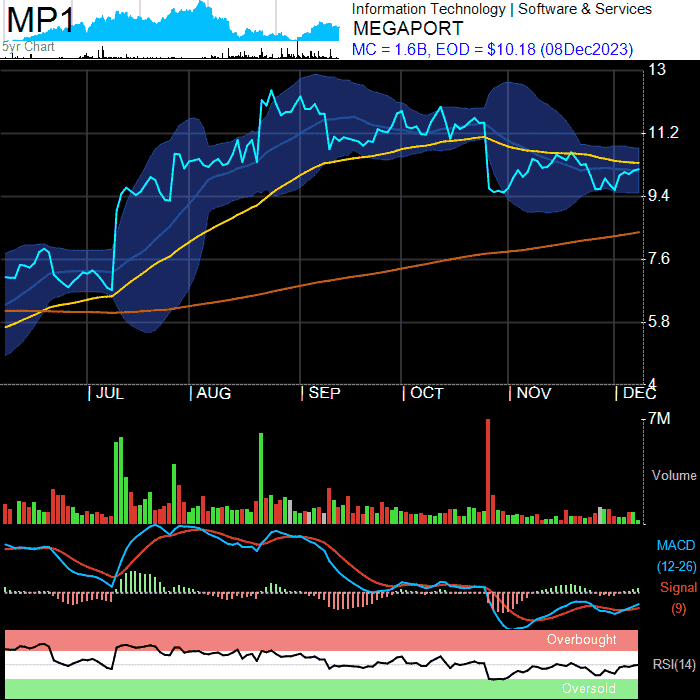 MP1
5yr Chart
Information Technology | Software & Services
MEGAPORT
MC = 1.6B, EOD = $10.18 (08Dec2023)
13
11.2
9.4
7.6
5.8
4
| JUL | AUG | SEP | OCT | NOV | DEC
7M
Volume
MACD
(12-26)
Signal
(9)
Overbought
RSI(14)
Oversold